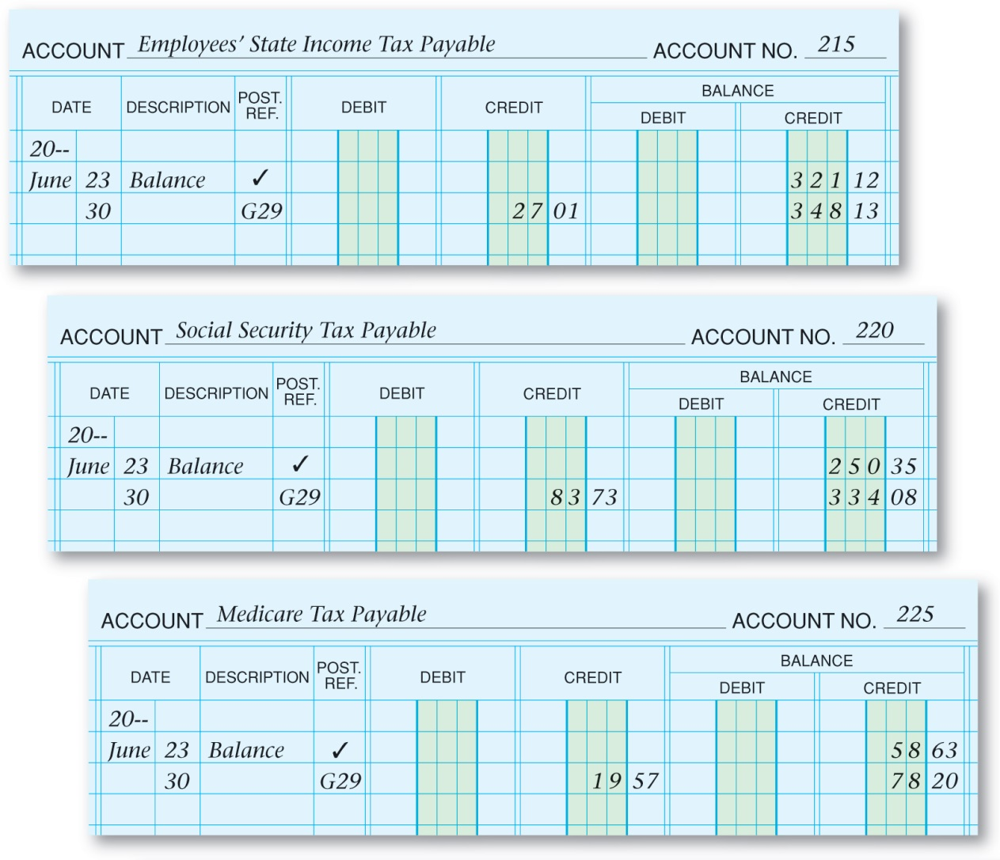 ACCOUNT Employees’ State Income Tax Payable ACCOUNT NO. 215
DATE DESCRIPTION POST. REF. DEBIT CREDIT BALANCE
DEBIT CREDIT
20--
June 23 Balance ✓ 321 12
30 G29 27 01 348 13
ACCOUNT Social Security Tax Payable ACCOUNT NO. 220
DATE DESCRIPTION POST. REF. DEBIT CREDIT BALANCE
DEBIT CREDIT
20--
June 23 Balance ✓ 250 35
30 G29 83 73 334 08
ACCOUNT Medicare Tax Payable ACCOUNT NO. 225
DATE DESCRIPTION POST. REF. DEBIT CREDIT BALANCE
DEBIT CREDIT
20--
June 23 Balance ✓ 58 63
30 G29 19 57 78 20